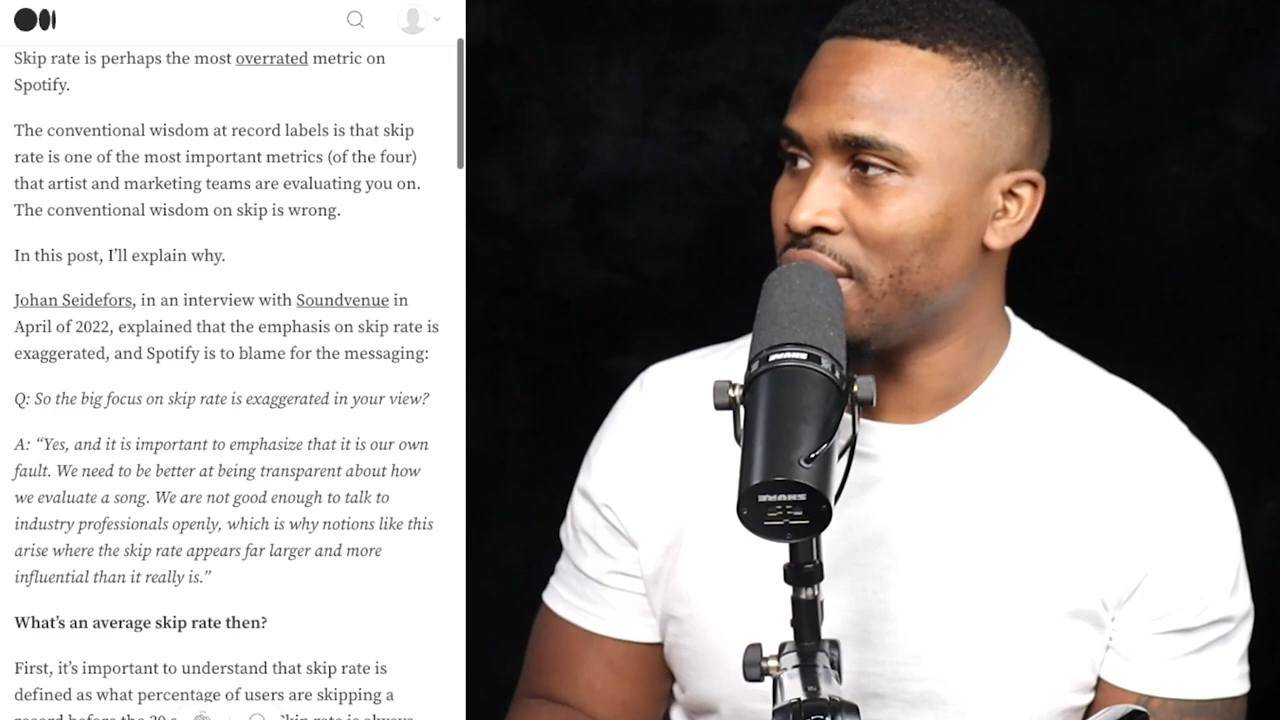 Skip rate is perhaps the most overrated metric on
Spotify.
The conventional wisdom at record labels is that skip
rate is one of the most important metrics (of the four)
that artist and marketing teams are evaluating you on.
The conventional wisdom on skip is wrong.
In this post, I’ll explain why.
Johan Seidefors, in an interview with Soundvenue in
April of 2022, explained that the emphasis on skip rate is
exaggerated, and Spotify is to blame for the messaging:
Q: So the big focus on skip rate is exaggerated in your view?
A: “Yes, and it is important to emphasize that it is our own
fault. We need to be better at being transparent about how
we evaluate a song. We are not good enough to talk to
industry professionals openly, which is why notions like this
arise where the skip rate appears far larger and more
influential than it really is.”
What’s an average skip rate then?
First, it’s important to understand that skip rate is
defined as what percentage of users are skipping a
record before the 30 s Skip rate is always
SHURE
SHURE